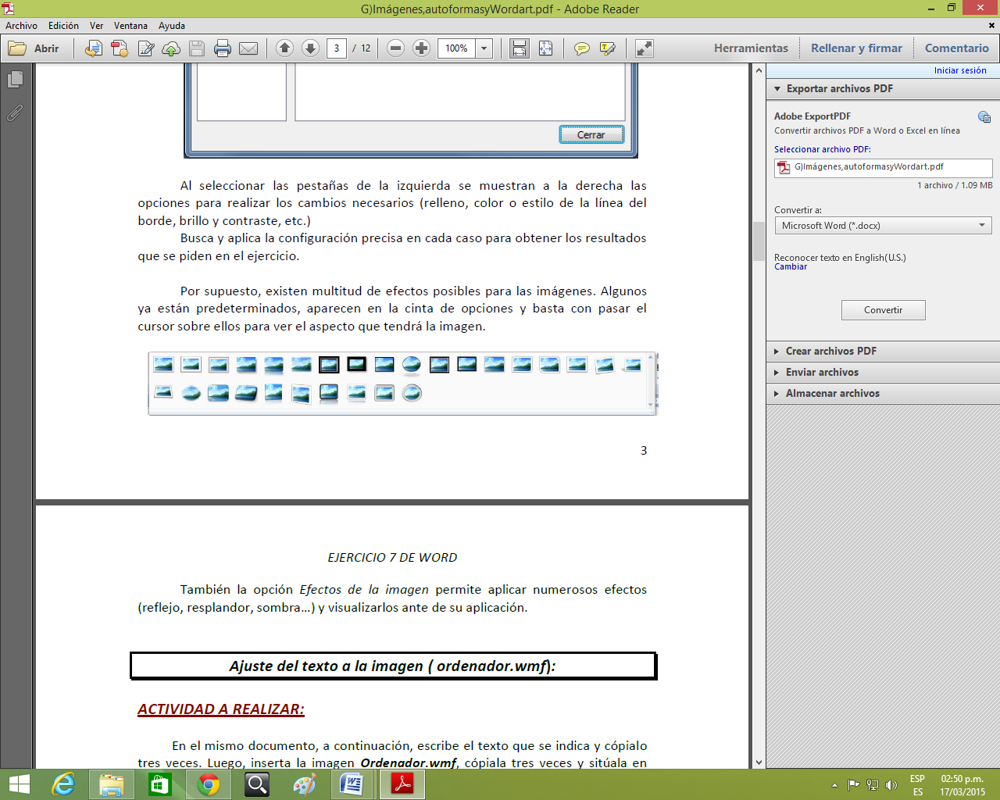 G)Imágenes,autoformasyWordart.pdf - Adobe Reader
Archivo Edición Ver Ventana Ayuda
Abrir 3 / 12 100% Herramientas Rellenar y firmar Comentario
Iniciar sesión
Exportar archivos PDF
Adobe ExportPDF
Convertir archivos PDF a Word o Excel en línea
Seleccionar archivo PDF:
G)Imágenes,autoformasyWordart.pdf
1 archivo / 1.09 MB
Convertir a:
Microsoft Word (*.docx)
Reconocer texto en English(U.S.)
Cambiar
Convertir
Crear archivos PDF
Enviar archivos
Almacenar archivos
Cerrar
Al seleccionar las pestañas de la izquierda se muestran a la derecha las
opciones para realizar los cambios necesarios (relleno, color o estilo de la línea del
borde, brillo y contraste, etc.)
Busca y aplica la configuración precisa en cada caso para obtener los resultados
que se piden en el ejercicio.
Por supuesto, existen multitud de efectos posibles para las imágenes. Algunos
ya están predeterminados, aparecen en la cinta de opciones y basta con pasar el
cursor sobre ellos para ver el aspecto que tendrá la imagen.
3
EJERCICIO 7 DE WORD
También la opción Efectos de la imagen permite aplicar numerosos efectos
(reflejo, resplandor, sombra...) y visualizarlos ante de su aplicación.
Ajuste del texto a la imagen ( ordenador.wmf):
ACTIVIDAD A REALIZAR:
En el mismo documento, a continuación, escribe el texto que se indica y cópialo
tres veces. Luego, inserta la imagen Ordenador.wmf, cópiala tres veces y sitúala en
ESP 02:50 p.m.
ES 17/03/2015